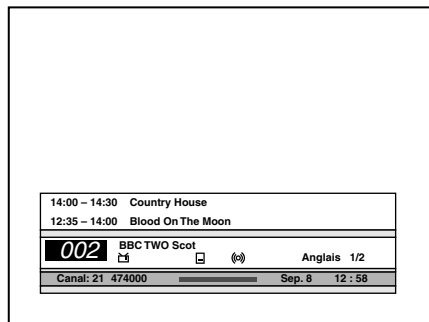 14:00 – 14:30 Country House
12:35 – 14:00 Blood On The Moon
002 BBC TWO Scot
Anglais 1/2
Canal: 21 474000 Sep. 8 12 : 58